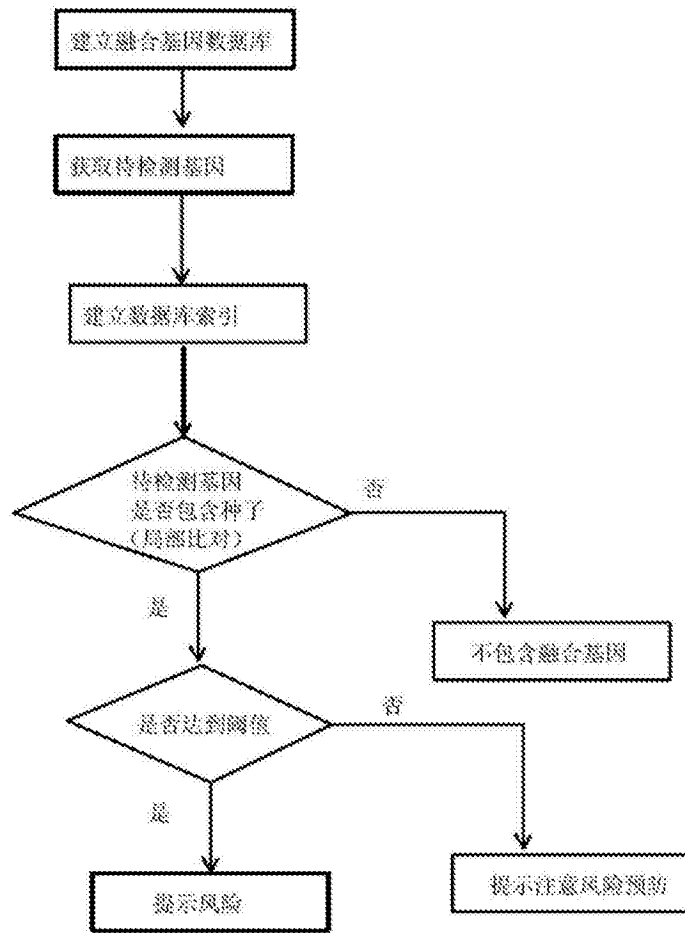 建立融合基因数据库
获取待检测基因
建立数据库索引
待检测基因
是否包含种子
(局部比对)
否
是
不包含融合基因
是否达到阈值
否
是
提示风险
提示注意风险预防